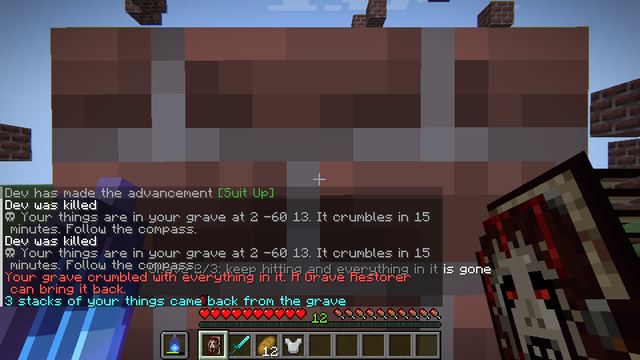 Dev has made the advancement [Suit Up]
Dev was killed
Your things are in your grave at 2 -60 13. It crumbles in 15
minutes. Follow the compass.
Dev was killed
Your things are in your grave at 2 -60 13. It crumbles in 15
minutes. Follow the compass.
2/3: keep hitting and everything in it is gone
Your grave crumbled with everything in it. A Grave Restorer
can bring it back.
3 stacks of your things came back from the grave
12
12